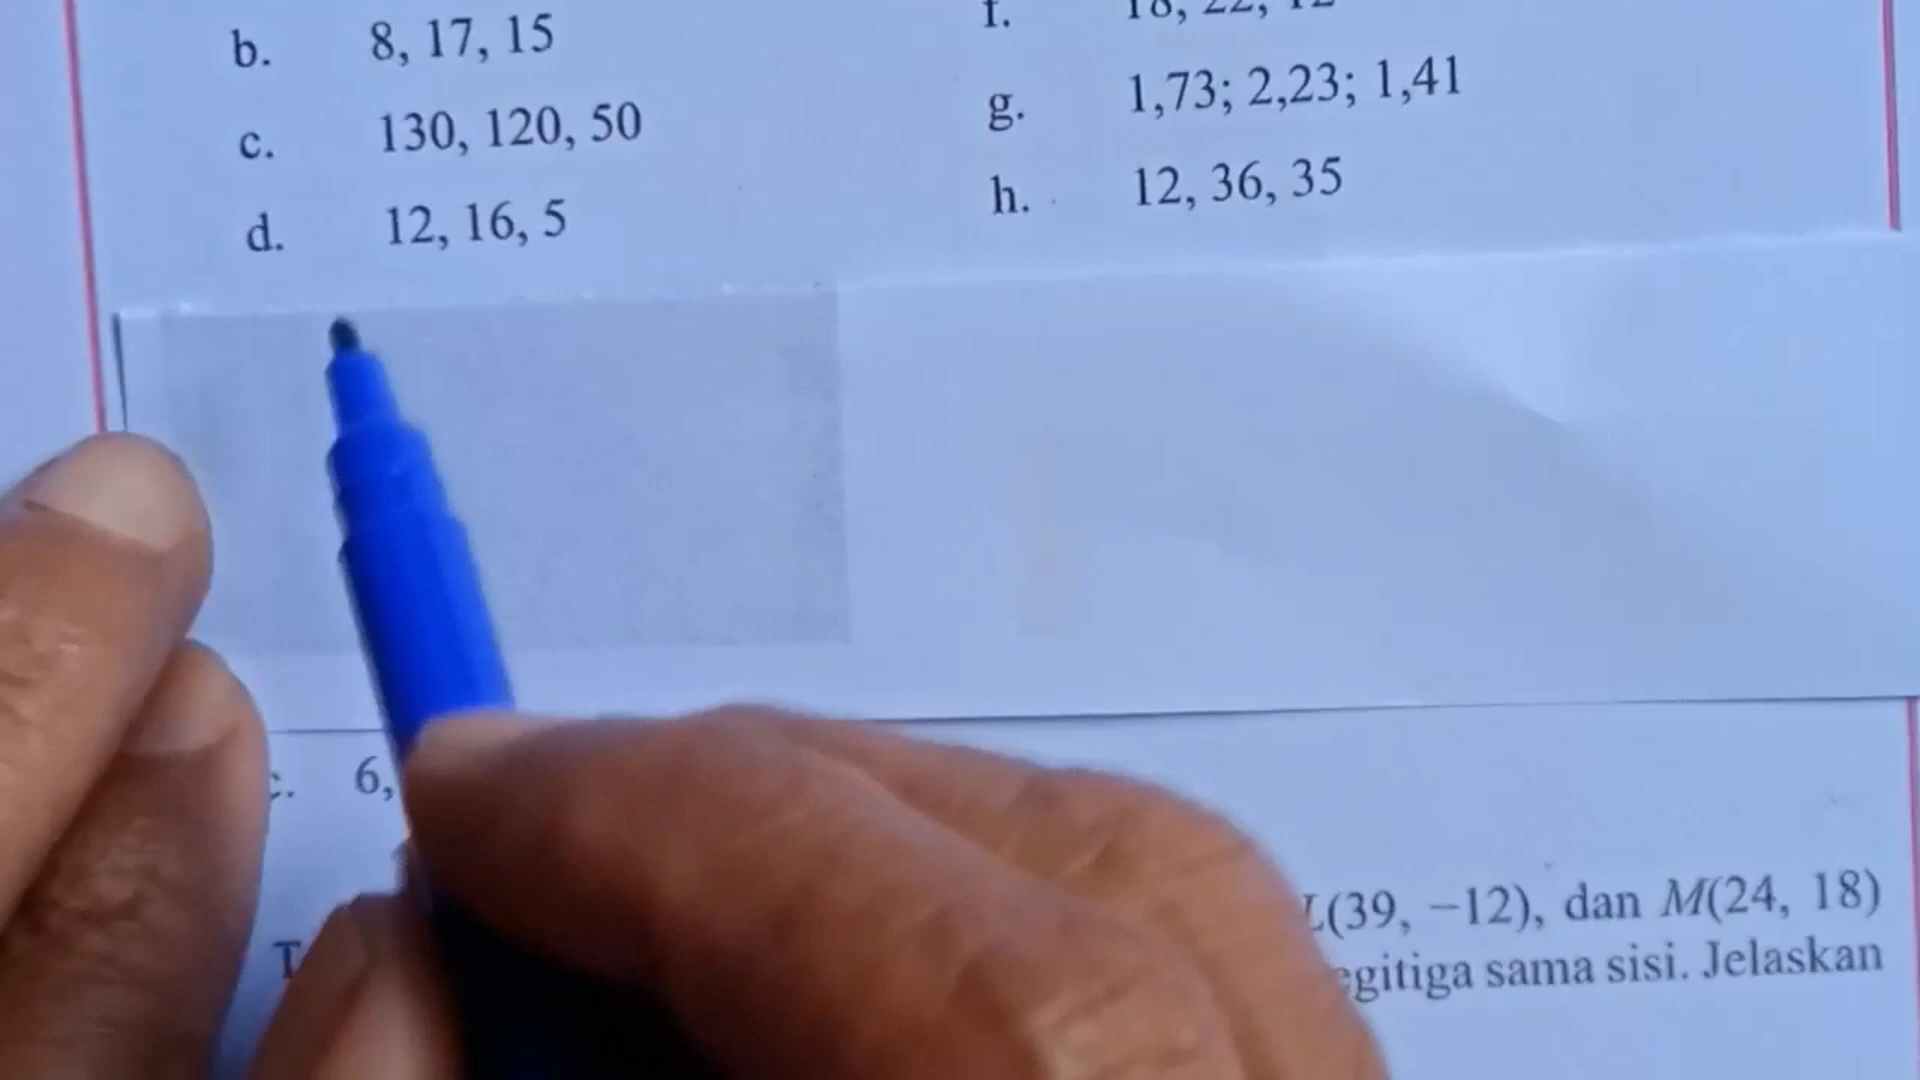 b. 8, 17, 15
c. 130, 120, 50
d. 12, 16, 5
g. 1,73; 2,23; 1,41
h. 12, 36, 35
6,
L(39, −12), dan M(24, 18)
sama sisi. Jelaskan